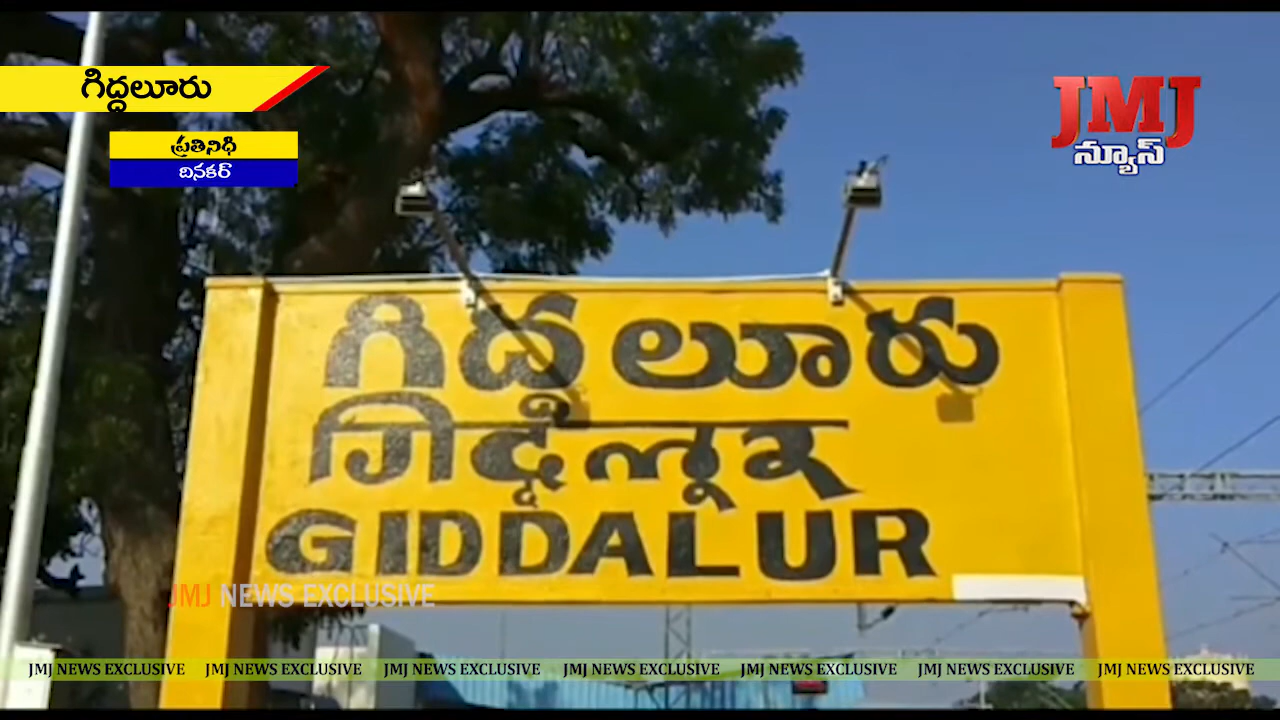 గిద్దలూరు
JMJ
న్యూస్
ప్రతినిధి
దినకర్
గిద్దలూరు
गिद्दलूरु
GIDDALUR
JMJ NEWS EXCLUSIVE
JMJ NEWS EXCLUSIVE JMJ NEWS EXCLUSIVE JMJ NEWS EXCLUSIVE JMJ NEWS EXCLUSIVE JMJ NEWS EXCLUSIVE JMJ NEWS EXCLUSIVE JMJ NEWS EXCLUSIVE